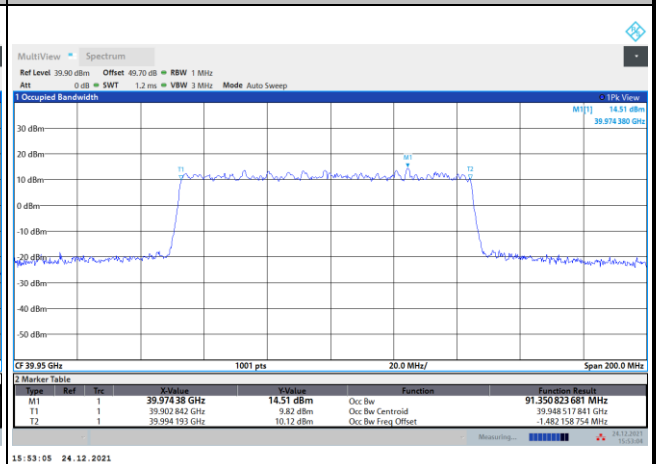 MultiView Spectrum
Ref Level 39.90 dBm Offset 49.70 dB RBW 1 MHz
Att 0 dB SWT 1.2 ms VBW 3 MHz Mode Auto Sweep
1 Occupied Bandwidth 1Pk View
M1[1] 14.51 dBm
39.974 380 GHz
30 dBm
20 dBm
M1
T1 T2
10 dBm
0 dBm
-10 dBm
-20 dBm
-30 dBm
-40 dBm
-50 dBm
CF 39.95 GHz 1001 pts 20.0 MHz/ Span 200.0 MHz
2 Marker Table
Type Ref Trc X-Value Y-Value Function Function Result
M1 1 39.974 38 GHz 14.51 dBm Occ Bw 91.350 823 681 MHz
T1 1 39.902 842 GHz 9.82 dBm Occ Bw Centroid 39.948 517 841 GHz
T2 1 39.994 193 GHz 10.12 dBm Occ Bw Freq Offset -1.482 158 754 MHz
Measuring... 24.12.2021
15:53:04
15:53:05 24.12.2021